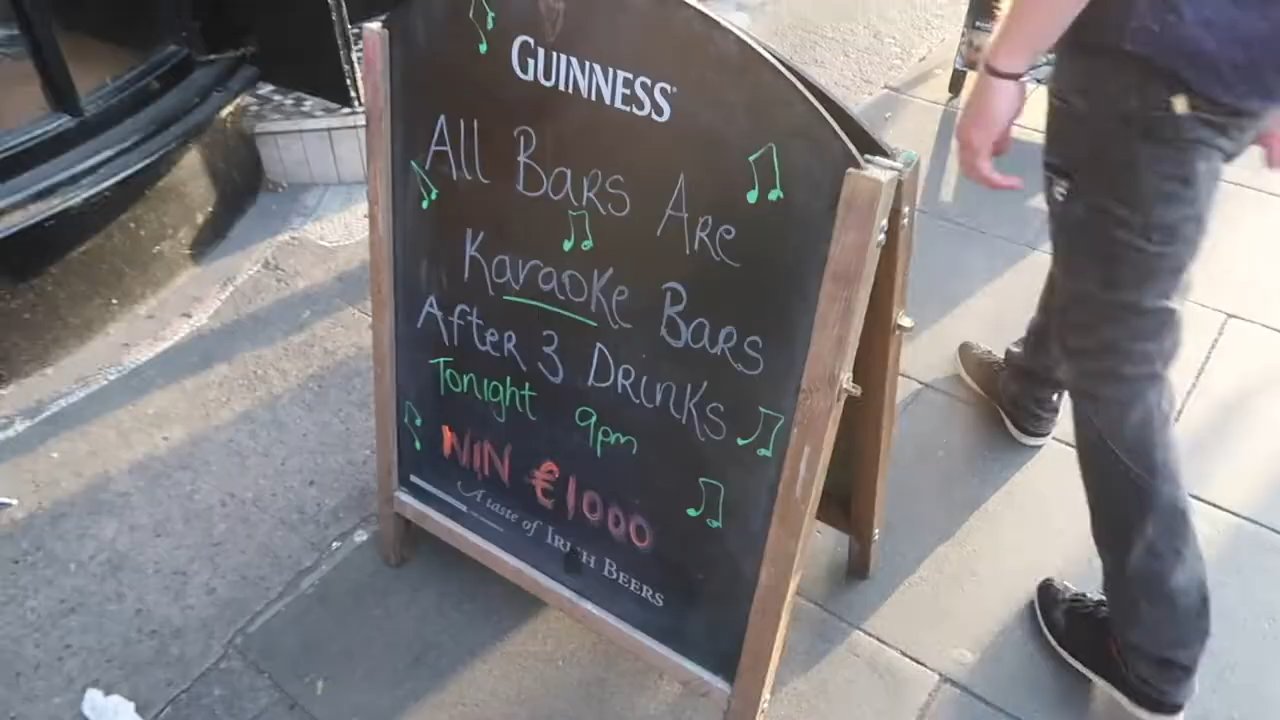 GUINNESS
All Bars Are
Karaoke Bars
After 3 Drinks
Tonight 9pm
WIN €1000
A taste of IRISH BEERS